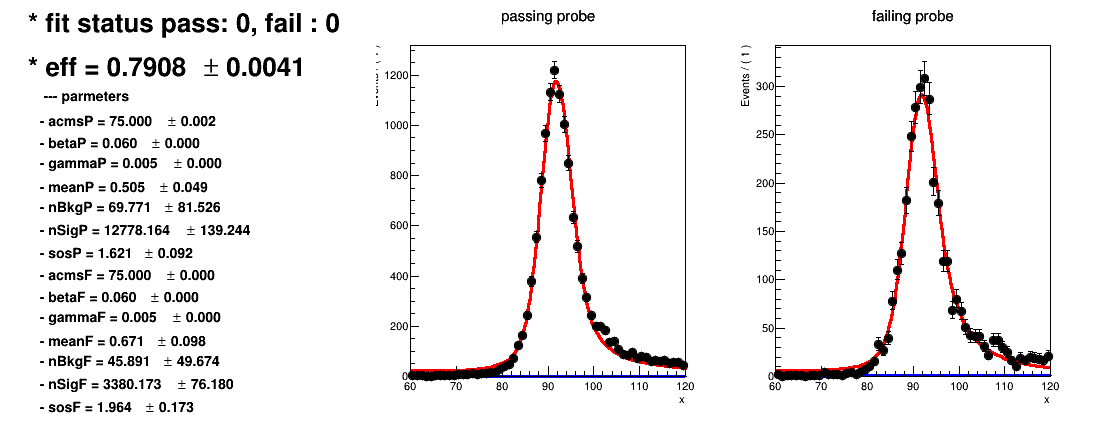 * fit status pass: 0, fail : 0
* eff = 0.7908 ± 0.0041
--- parmeters
- acmsP = 75.000 ± 0.002
- betaP = 0.060 ± 0.000
- gammaP = 0.005 ± 0.000
- meanP = 0.505 ± 0.049
- nBkgP = 69.771 ± 81.526
- nSigP = 12778.164 ± 139.244
- sosP = 1.621 ± 0.092
- acmsF = 75.000 ± 0.000
- betaF = 0.060 ± 0.000
- gammaF = 0.005 ± 0.000
- meanF = 0.671 ± 0.098
- nBkgF = 45.891 ± 49.674
- nSigF = 3380.173 ± 76.180
- sosF = 1.964 ± 0.173
passing probe
1200
1000
800
600
400
200
0
60 70 80 90 100 110 120
x
failing probe
Events / ( 1 )
300
250
200
150
100
50
0
60 70 80 90 100 110 120
x